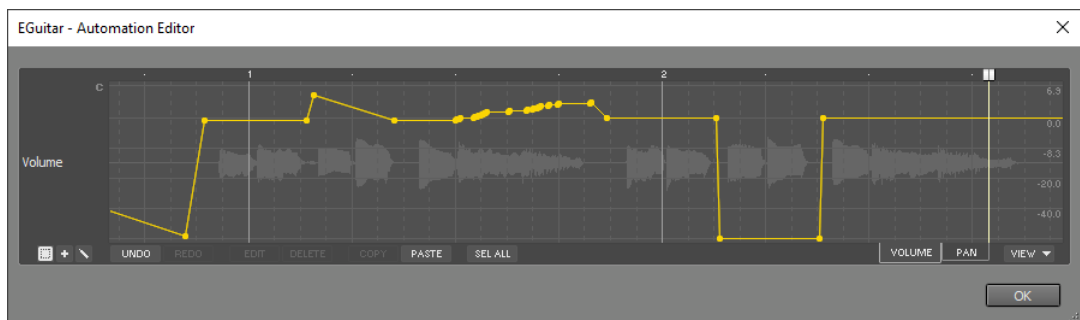 EGuitar - Automation Editor
1 2
C
6.3
0.0
Volume
-8.3
-20.0
-40.0
UNDO REDO EDIT DELETE COPY PASTE SEL ALL VOLUME PAN VIEW
OK